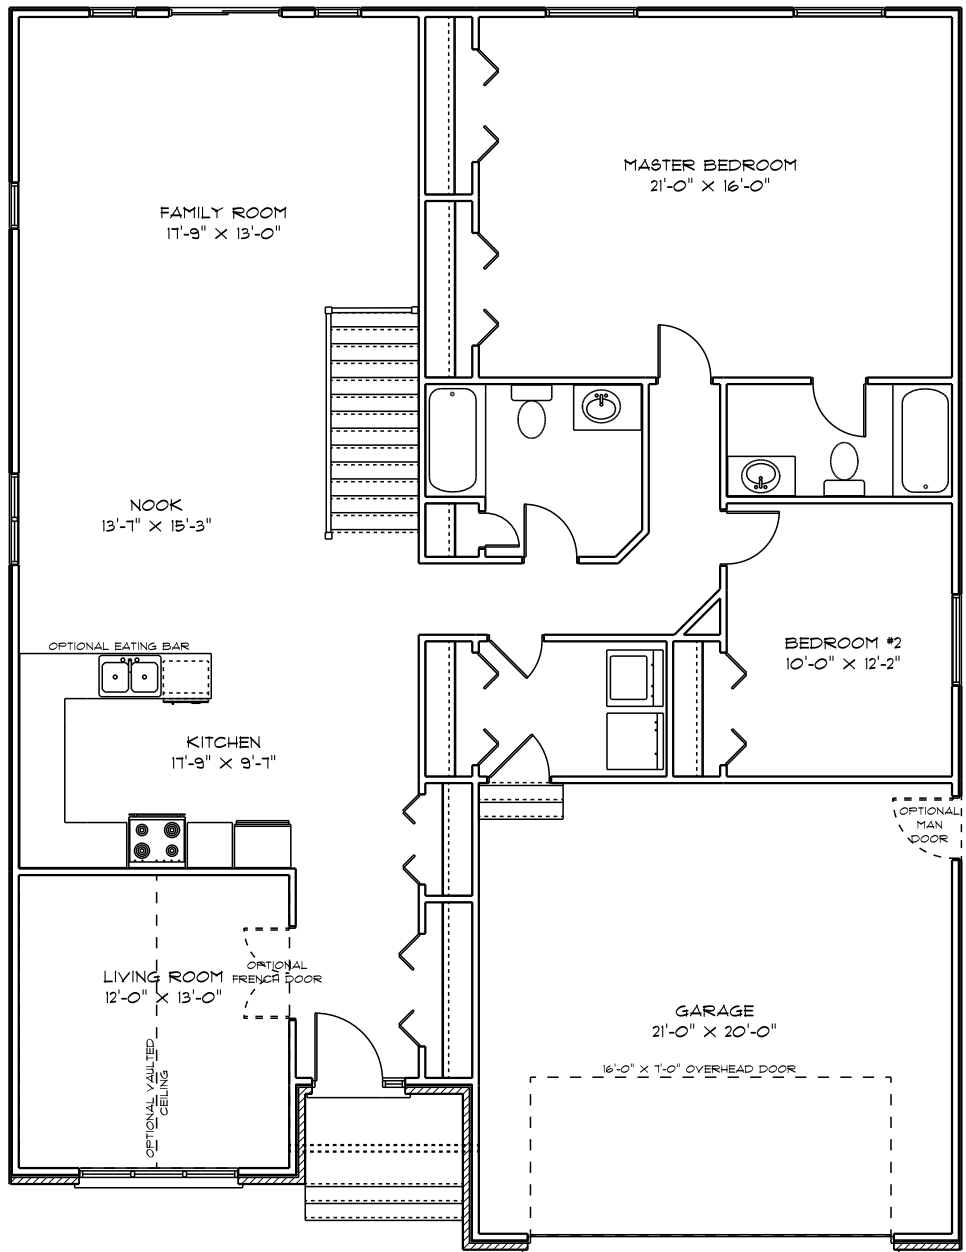 MASTER BEDROOM
21'-0" X 16'-0"
FAMILY ROOM
17'-9" X 13'-0"
NOOK
13'-7" X 15'-3"
OPTIONAL EATING BAR
BEDROOM #2
10'-0" X 12'-2"
KITCHEN
17'-9" X 9'-7"
OPTIONAL
MAN
DOOR
LIVING ROOM
12'-0" X 13'-0"
OPTIONAL
FRENCH DOOR
GARAGE
21'-0" X 20'-0"
16'-0" X 7'-0" OVERHEAD DOOR
OPTIONAL VAULTED
CEILING